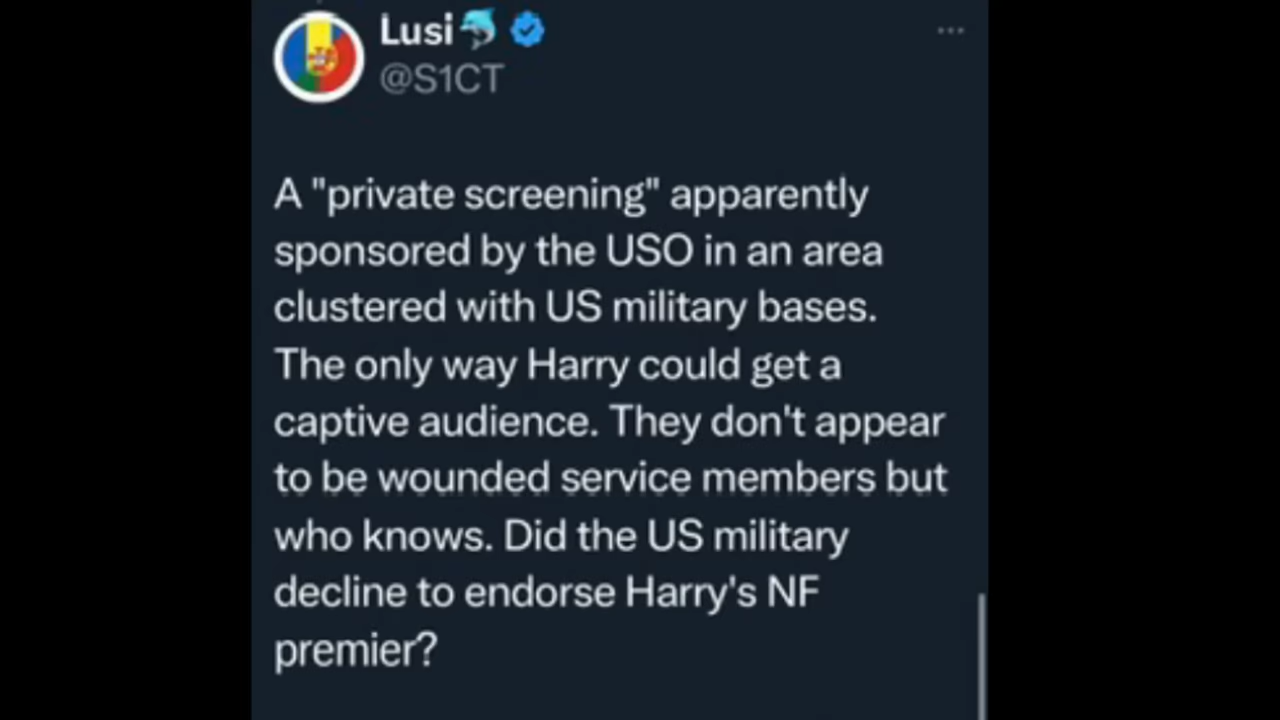 Lusi🐬
@S1CT
A "private screening" apparently
sponsored by the USO in an area
clustered with US military bases.
The only way Harry could get a
captive audience. They don't appear
to be wounded service members but
who knows. Did the US military
decline to endorse Harry's NF
premier?